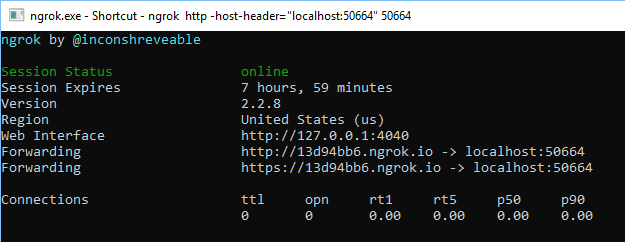 ngrok.exe - Shortcut - ngrok  http -host-header="localhost:50664" 50664
ngrok by @inconshreveable
Session Status online
Session Expires 7 hours, 59 minutes
Version 2.2.8
Region United States (us)
Web Interface http://127.0.0.1:4040
Forwarding http://13d94bb6.ngrok.io -> localhost:50664
Forwarding https://13d94bb6.ngrok.io -> localhost:50664
Connections ttl opn rt1 rt5 p50 p90
0 0 0.00 0.00 0.00 0.00